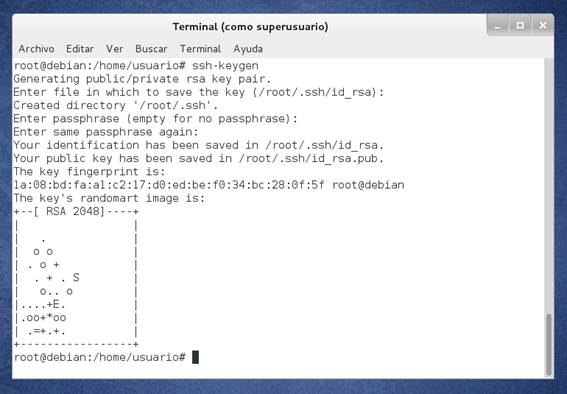 Terminal (como superusuario)
Archivo Editar Ver Buscar Terminal Ayuda
root@debian:/home/usuario# ssh-keygen
Generating public/private rsa key pair.
Enter file in which to save the key (/root/.ssh/id_rsa):
Created directory '/root/.ssh'.
Enter passphrase (empty for no passphrase):
Enter same passphrase again:
Your identification has been saved in /root/.ssh/id_rsa.
Your public key has been saved in /root/.ssh/id_rsa.pub.
The key fingerprint is:
1a:08:bd:fa:a1:c2:17:d0:ed:be:f0:34:bc:28:0f:5f root@debian
The key's randomart image is:
+--[ RSA 2048]----+
|                 |
|    .            |
|   o o           |
|  . o +          |
|   . + . S       |
|    o.. o        |
|....+E.          |
|.oo+*oo          |
| .=+.+.          |
+-----------------+
root@debian:/home/usuario#